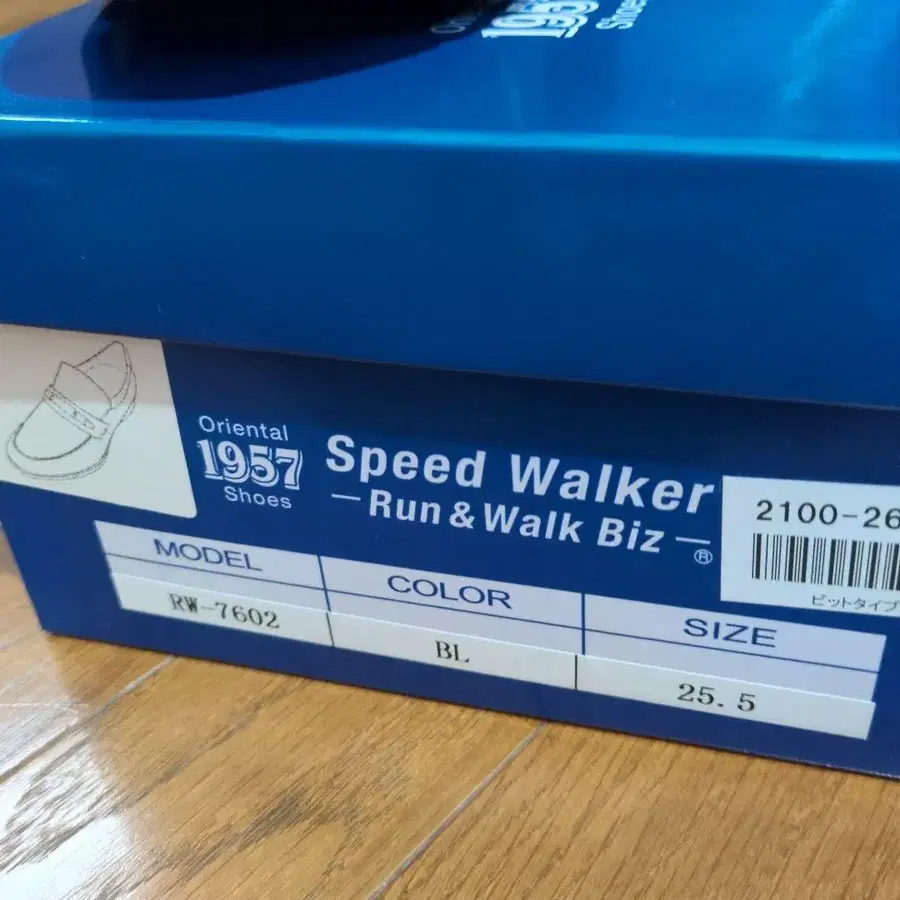 1957
Shoes
Oriental
1957
Shoes
Speed Walker
— Run & Walk Biz —
®
2100-26
ビットタイプ
MODEL
COLOR
SIZE
RW-7602
BL
25.5